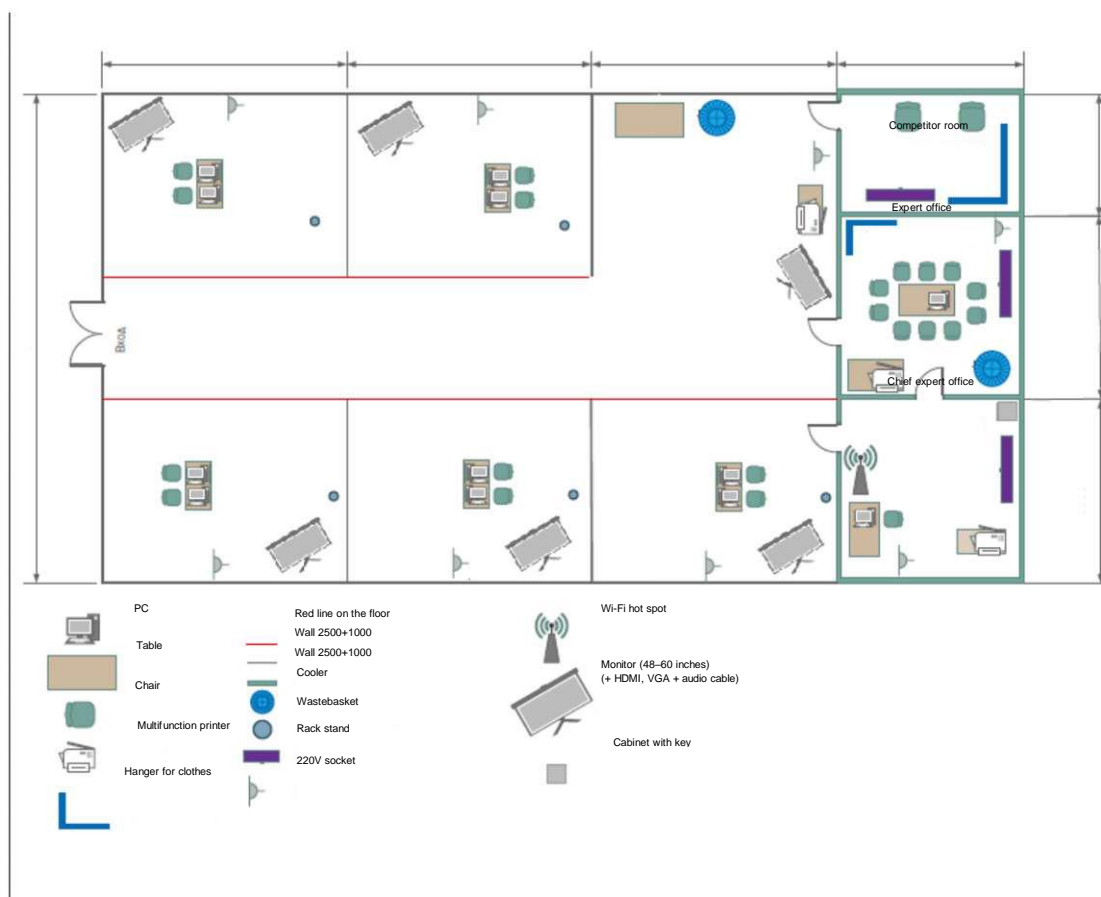 Competitor room
Expert office
Вход
Chief expert office
PC
Table
Chair
Multifunction printer
Hanger for clothes
Red line on the floor
Wall 2500+1000
Wall 2500+1000
Cooler
Wastebasket
Rack stand
220V socket
Wi-Fi hot spot
Monitor (48–60 inches)
(+ HDMI, VGA + audio cable)
Cabinet with key